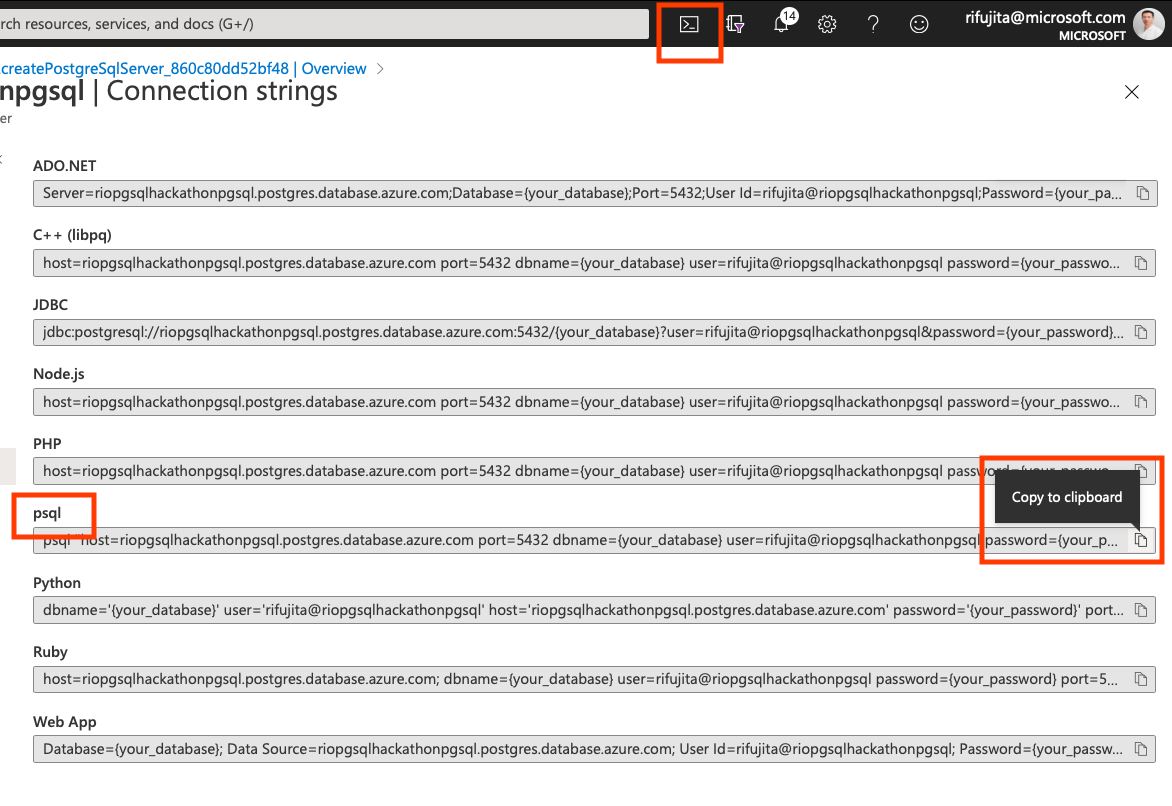 rch resources, services, and docs (G+/)
14
rifujita@microsoft.com
MICROSOFT
createPostgreSqlServer_860c80dd52bf48 | Overview
npgsql | Connection strings
er
ADO.NET
Server=riopgsqlhackathonpgsql.postgres.database.azure.com;Database={your_database};Port=5432;User Id=rifujita@riopgsqlhackathonpgsql;Password={your_pa...
C++ (libpq)
host=riopgsqlhackathonpgsql.postgres.database.azure.com port=5432 dbname={your_database} user=rifujita@riopgsqlhackathonpgsql password={your_passwo...
JDBC
jdbc:postgresql://riopgsqlhackathonpgsql.postgres.database.azure.com:5432/{your_database}?user=rifujita@riopgsqlhackathonpgsql&password={your_password}...
Node.js
host=riopgsqlhackathonpgsql.postgres.database.azure.com port=5432 dbname={your_database} user=rifujita@riopgsqlhackathonpgsql password={your_passwo...
PHP
host=riopgsqlhackathonpgsql.postgres.database.azure.com port=5432 dbname={your_database} user=rifujita@riopgsqlhackathonpgsql password={your_passwo...
Copy to clipboard
psql
psql "host=riopgsqlhackathonpgsql.postgres.database.azure.com port=5432 dbname={your_database} user=rifujita@riopgsqlhackathonpgsql password={your_p...
Python
dbname='{your_database}' user='rifujita@riopgsqlhackathonpgsql' host='riopgsqlhackathonpgsql.postgres.database.azure.com' password='{your_password}' port...
Ruby
host=riopgsqlhackathonpgsql.postgres.database.azure.com; dbname={your_database} user=rifujita@riopgsqlhackathonpgsql password={your_password} port=5...
Web App
Database={your_database}; Data Source=riopgsqlhackathonpgsql.postgres.database.azure.com; User Id=rifujita@riopgsqlhackathonpgsql; Password={your_passw...